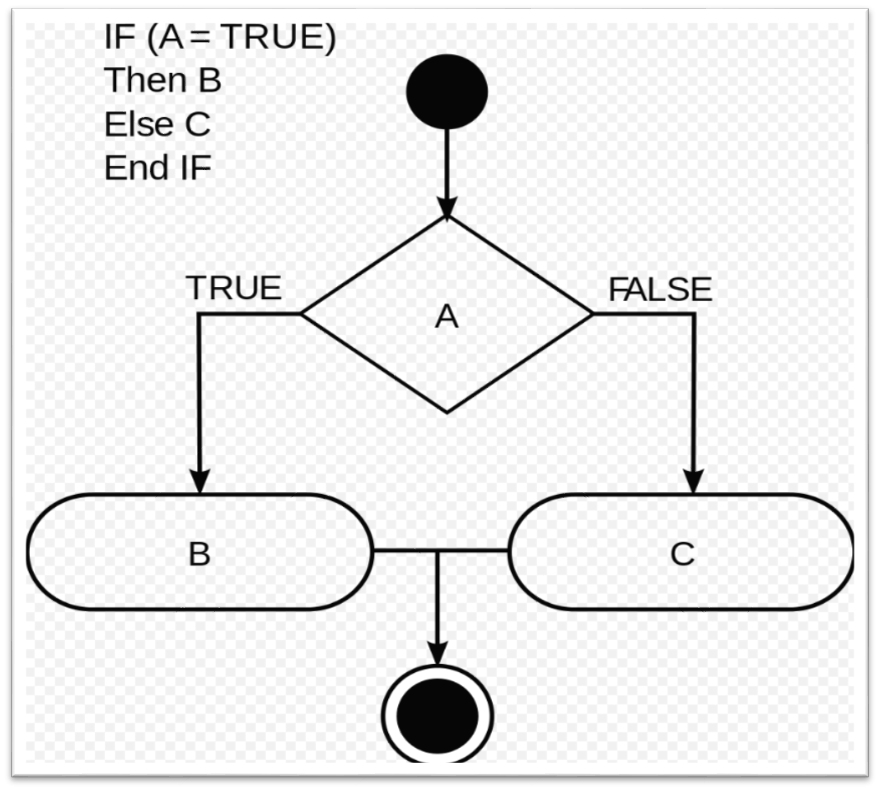 IF (A = TRUE)
Then B
Else C
End IF
TRUE
FALSE
A
B
C